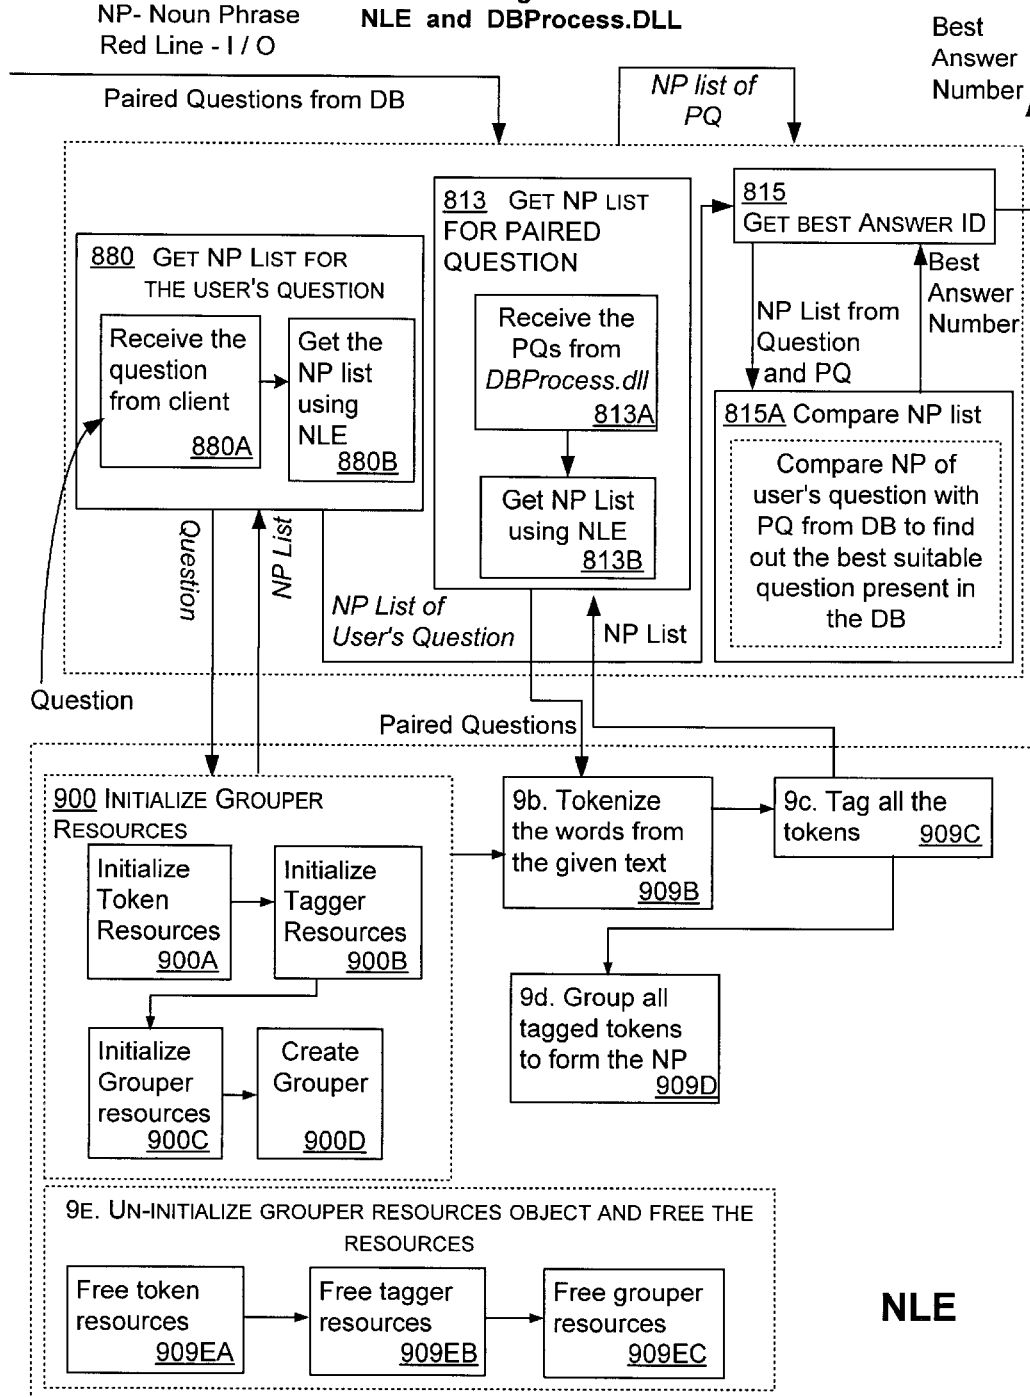 NP- Noun Phrase
Red Line - I / O
NLE and DBProcess.DLL
Best
Answer
Number
Paired Questions from DB
NP list of
PQ
880 GET NP LIST FOR
THE USER'S QUESTION
Receive the
question
from client
880A
Get the
NP list
using
NLE
880B
813 GET NP LIST
FOR PAIRED
QUESTION
Receive the
PQs from
DBProcess.dll
813A
Get NP List
using NLE
813B
815
GET BEST ANSWER ID
NP List from
Question
and PQ
Best
Answer
Number
815A Compare NP list
Compare NP of
user's question with
PQ from DB to find
out the best suitable
question present in
the DB
Question
NP List
NP List of
User's Question
NP List
Question
Paired Questions
900 INITIALIZE GROUPER
RESOURCES
Initialize
Token
Resources
900A
Initialize
Tagger
Resources
900B
Initialize
Grouper
resources
900C
Create
Grouper
900D
9b. Tokenize
the words from
the given text
909B
9c. Tag all the
tokens
909C
9d. Group all
tagged tokens
to form the NP
909D
9E. UN-INITIALIZE GROUPER RESOURCES OBJECT AND FREE THE
RESOURCES
Free token
resources
909EA
Free tagger
resources
909EB
Free grouper
resources
909EC
NLE